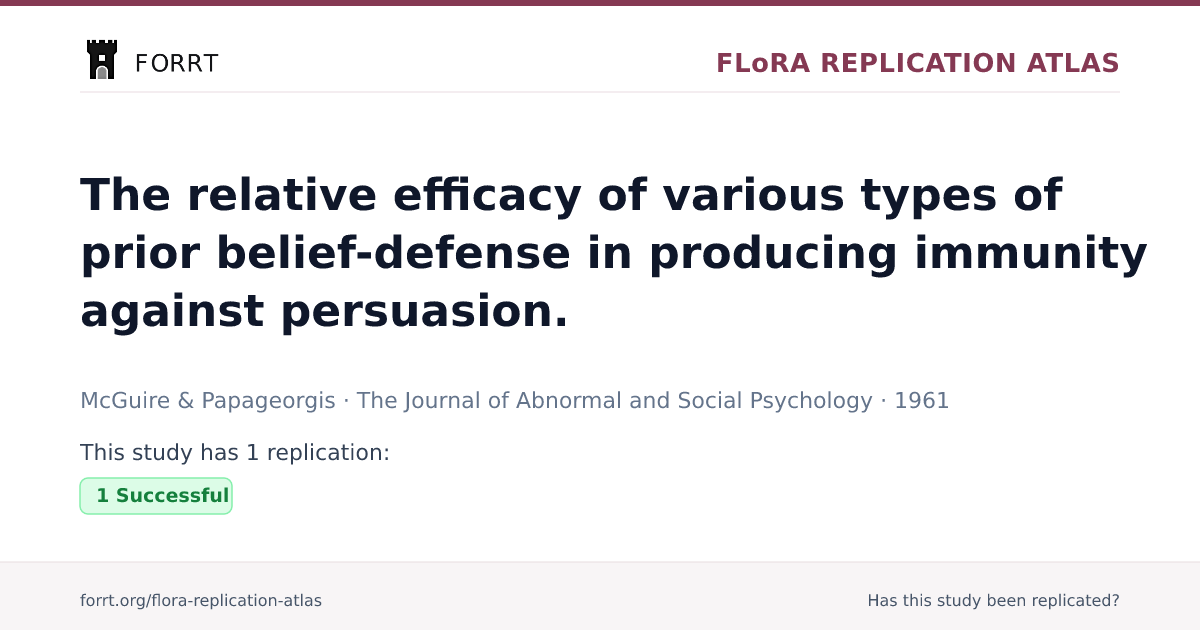 FORRT
FLoRA REPLICATION ATLAS
The relative efficacy of various types of
prior belief-defense in producing immunity
against persuasion.
McGuire & Papageorgis · The Journal of Abnormal and Social Psychology · 1961
This study has 1 replication:
1 Successful
forrt.org/flora-replication-atlas
Has this study been replicated?